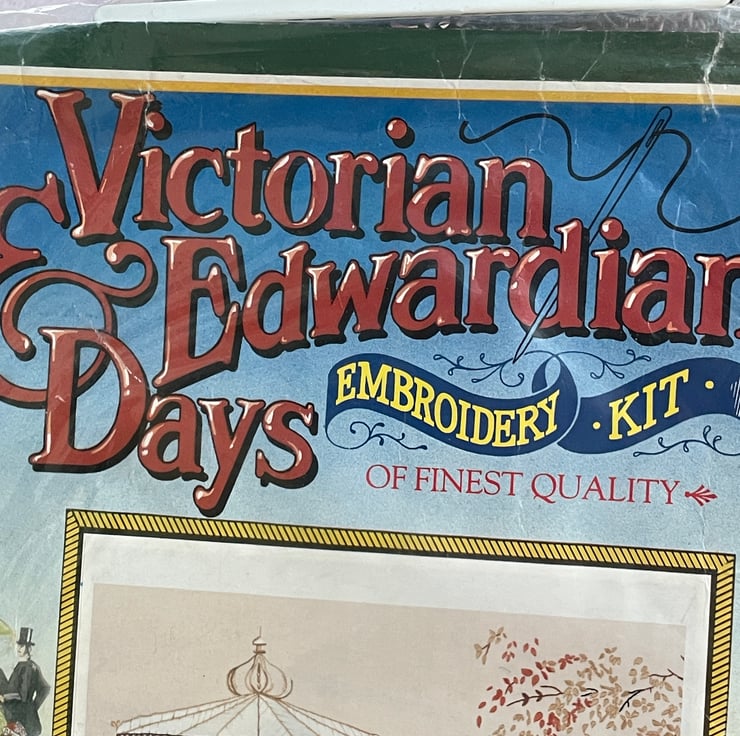 Victorian
& Edwardian
Days
EMBROIDERY · KIT ·
OF FINEST QUALITY